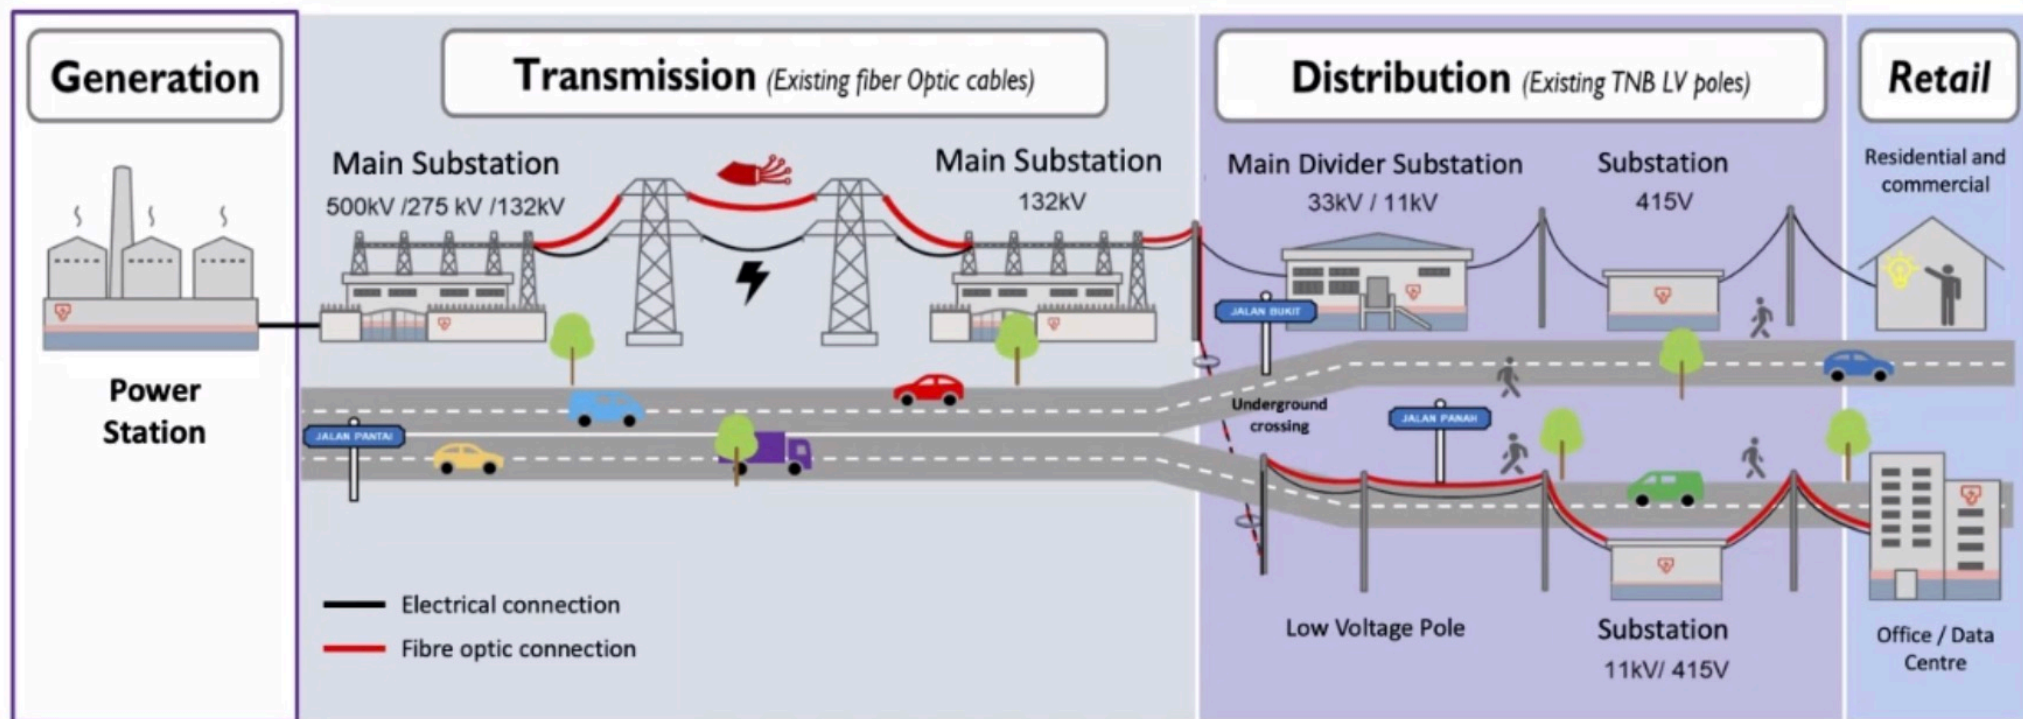 Generation
Transmission (Existing fiber Optic cables)
Distribution (Existing TNB LV poles)
Retail
Main Substation
500kV /275 kV /132kV
Main Substation
132kV
Main Divider Substation
33kV / 11kV
Substation
415V
Residential and
commercial
JALAN BUKIT
Power
Station
Underground
crossing
JALAN PANAH
JALAN PANTAI
Electrical connection
Fibre optic connection
Low Voltage Pole
Substation
11kV/ 415V
Office / Data
Centre